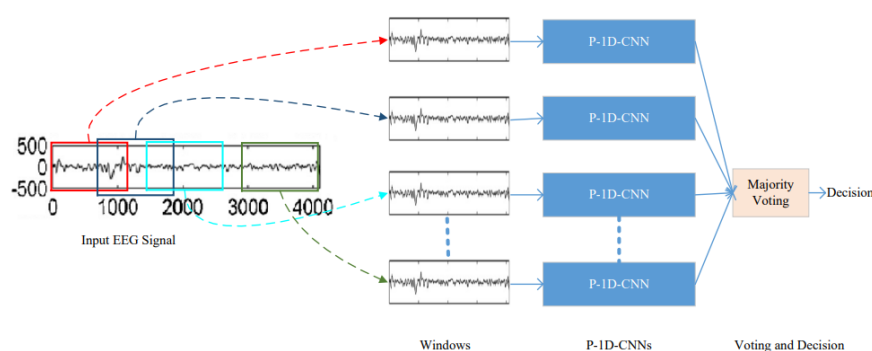 P-1D-CNN
P-1D-CNN
500
0
-500
0 1000 2000 3000 4000
Input EEG Signal
P-1D-CNN
Majority
Voting
Decision
P-1D-CNN
Windows P-1D-CNNs Voting and Decision